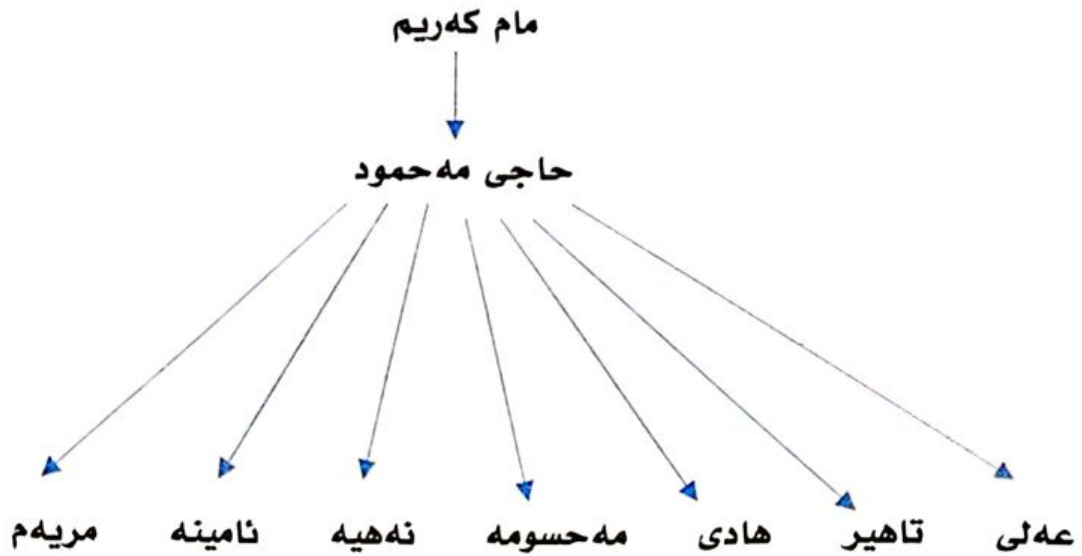 مام کەریم
حاجی مەحمود
عەلی تاهیر هادی مەحسومە نەهیە ئامینە مریەم